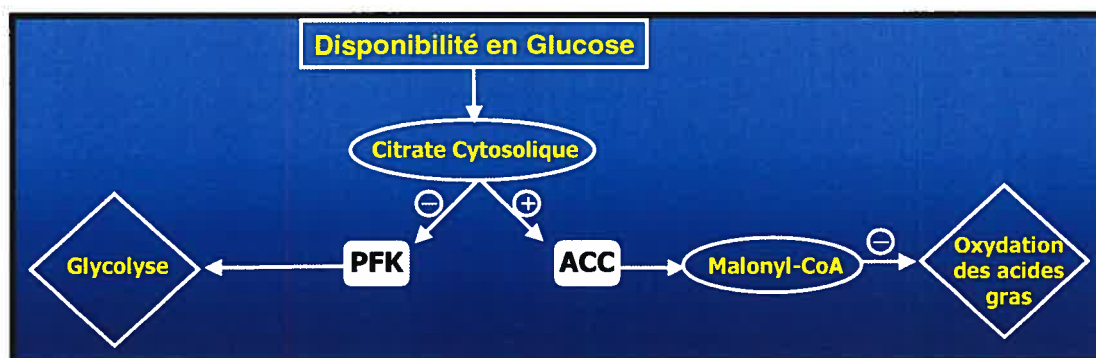 Disponibilité en Glucose
Citrate Cytosolique
− +
Glycolyse
PFK
ACC
Malonyl-CoA
−
Oxydation
des acides
gras